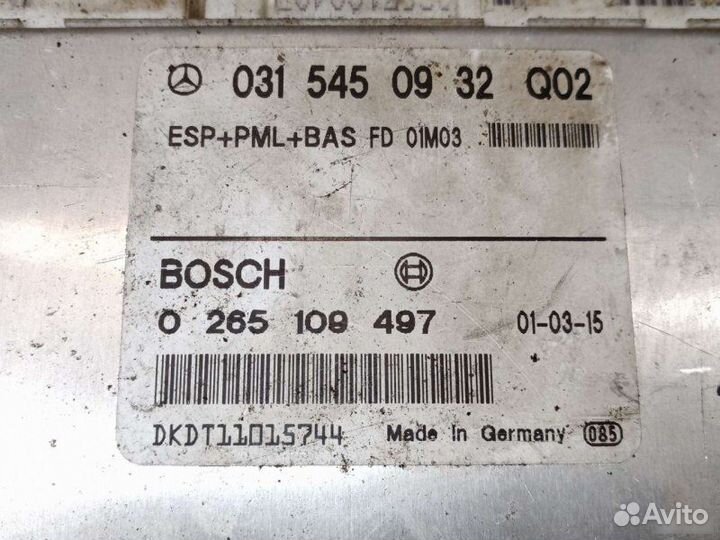 031 545 09 32 Q02
ESP+PML+BAS FD 01M03
BOSCH
0 265 109 497 01-03-15
DKDT11015744 Made in Germany 085
Avito